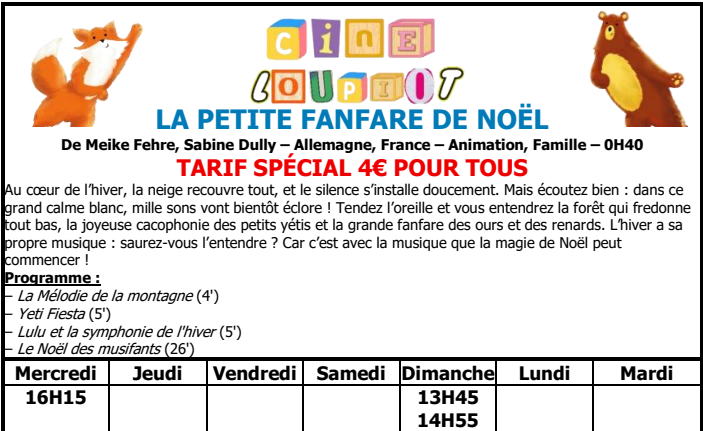 CINE
LOUPIOT
LA PETITE FANFARE DE NOËL
De Meike Fehre, Sabine Dully – Allemagne, France – Animation, Famille – 0H40
TARIF SPÉCIAL 4€ POUR TOUS
Au cœur de l'hiver, la neige recouvre tout, et le silence s'installe doucement. Mais écoutez bien : dans ce
grand calme blanc, mille sons vont bientôt éclore ! Tendez l'oreille et vous entendrez la forêt qui fredonne
tout bas, la joyeuse cacophonie des petits yétis et la grande fanfare des ours et des renards. L'hiver a sa
propre musique : saurez-vous l'entendre ? Car c'est avec la musique que la magie de Noël peut
commencer !
Programme :
– La Mélodie de la montagne (4')
– Yeti Fiesta (5')
– Lulu et la symphonie de l'hiver (5')
– Le Noël des musifants (26')
Mercredi Jeudi Vendredi Samedi Dimanche Lundi Mardi
16H15 13H45
14H55